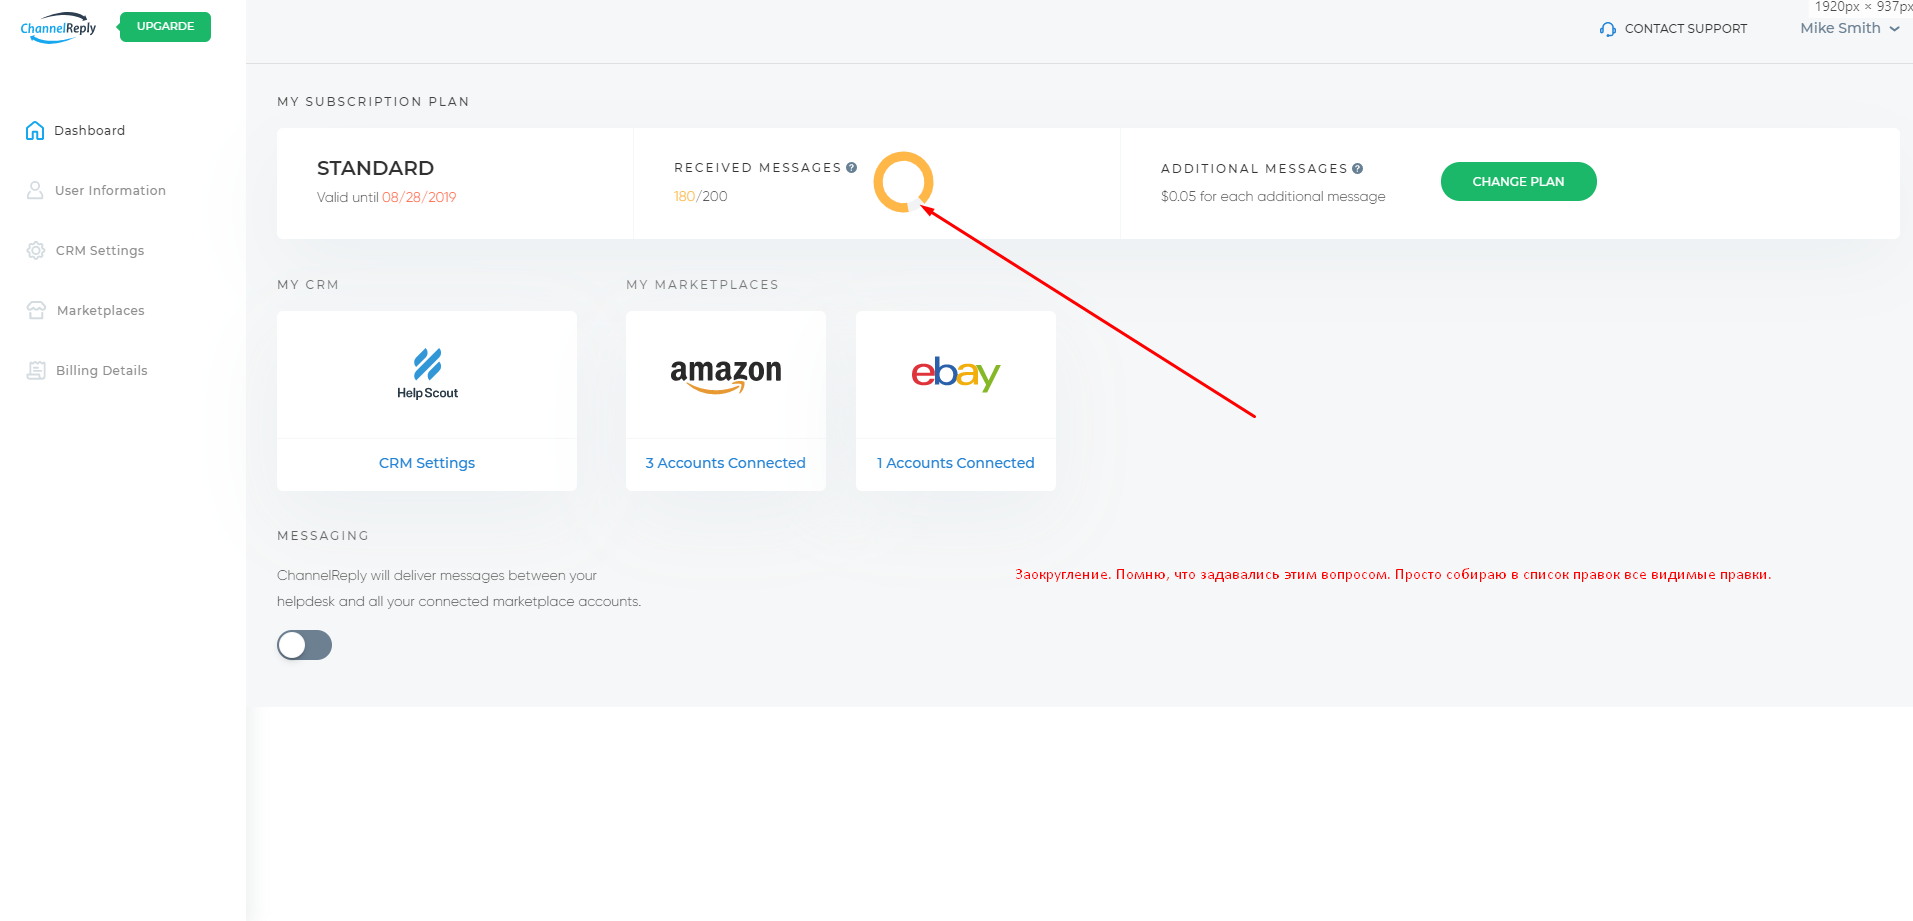 1920px × 937px
ChannelReply
UPGARDE
CONTACT SUPPORT
Mike Smith
Dashboard
User Information
CRM Settings
Marketplaces
Billing Details
MY SUBSCRIPTION PLAN
STANDARD
Valid until 08/28/2019
RECEIVED MESSAGES ?
180/200
ADDITIONAL MESSAGES ?
$0.05 for each additional message
CHANGE PLAN
MY CRM
MY MARKETPLACES
Help Scout
amazon
ebay
CRM Settings
3 Accounts Connected
1 Accounts Connected
MESSAGING
ChannelReply will deliver messages between your
helpdesk and all your connected marketplace accounts.
Заокругление. Помню, что задавались этим вопросом. Просто собираю в список правок все видимые правки.